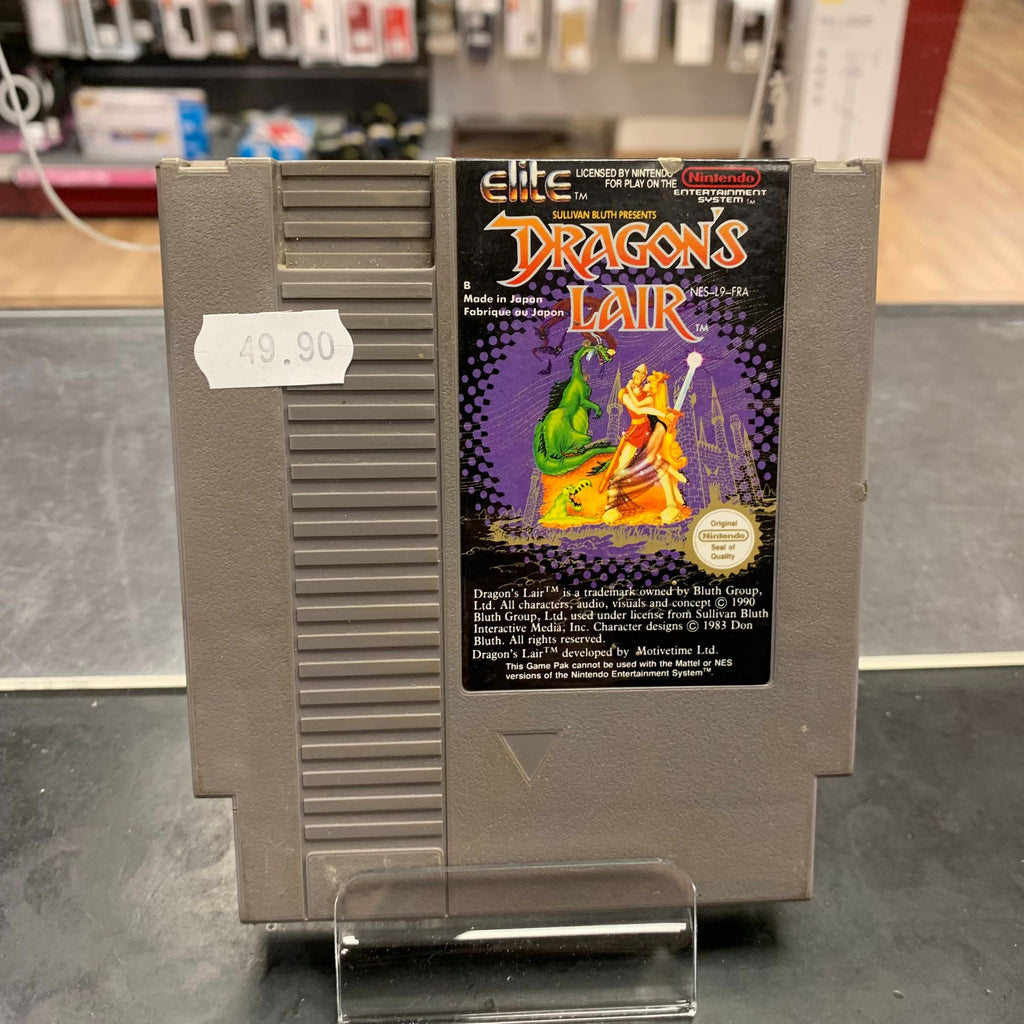 elite TM
LICENSED BY NINTENDO
FOR PLAY ON THE
Nintendo
ENTERTAINMENT
SYSTEM TM
SULLIVAN BLUTH PRESENTS
DRAGON'S
LAIR TM
NES-L9-FRA
B
Made in Japan
Fabrique au Japon
49.90
Original
Nintendo
Seal of
Quality
Dragon's Lair™ is a trademark owned by Bluth Group,
Ltd. All characters, audio, visuals and concept © 1990
Bluth Group, Ltd, used under license from Sullivan Bluth
Interactive Media, Inc. Character designs © 1983 Don
Bluth. All rights reserved.
Dragon's Lair™ developed by Motivetime Ltd.
This Game Pak cannot be used with the Mattel or NES
versions of the Nintendo Entertainment System™.